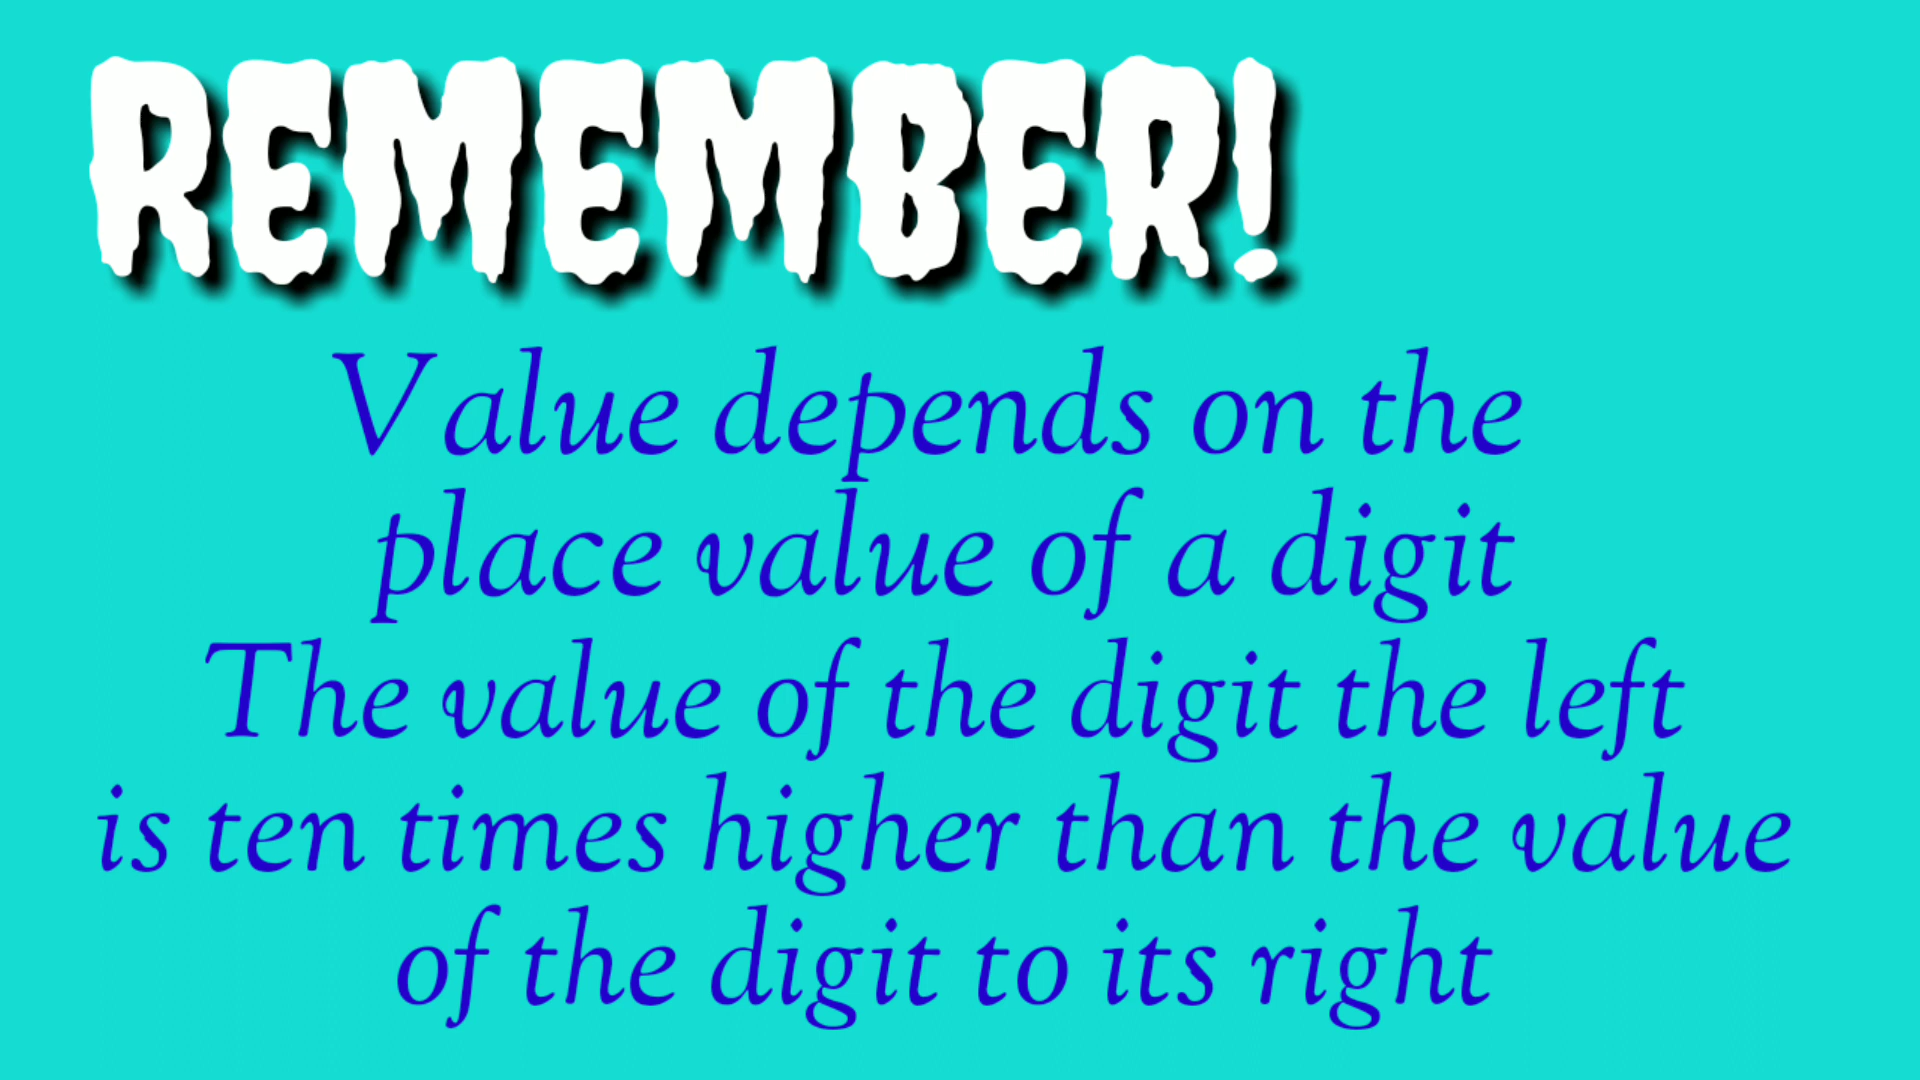 REMEMBER!
Value depends on the
place value of a digit
The value of the digit the left
is ten times higher than the value
of the digit to its right